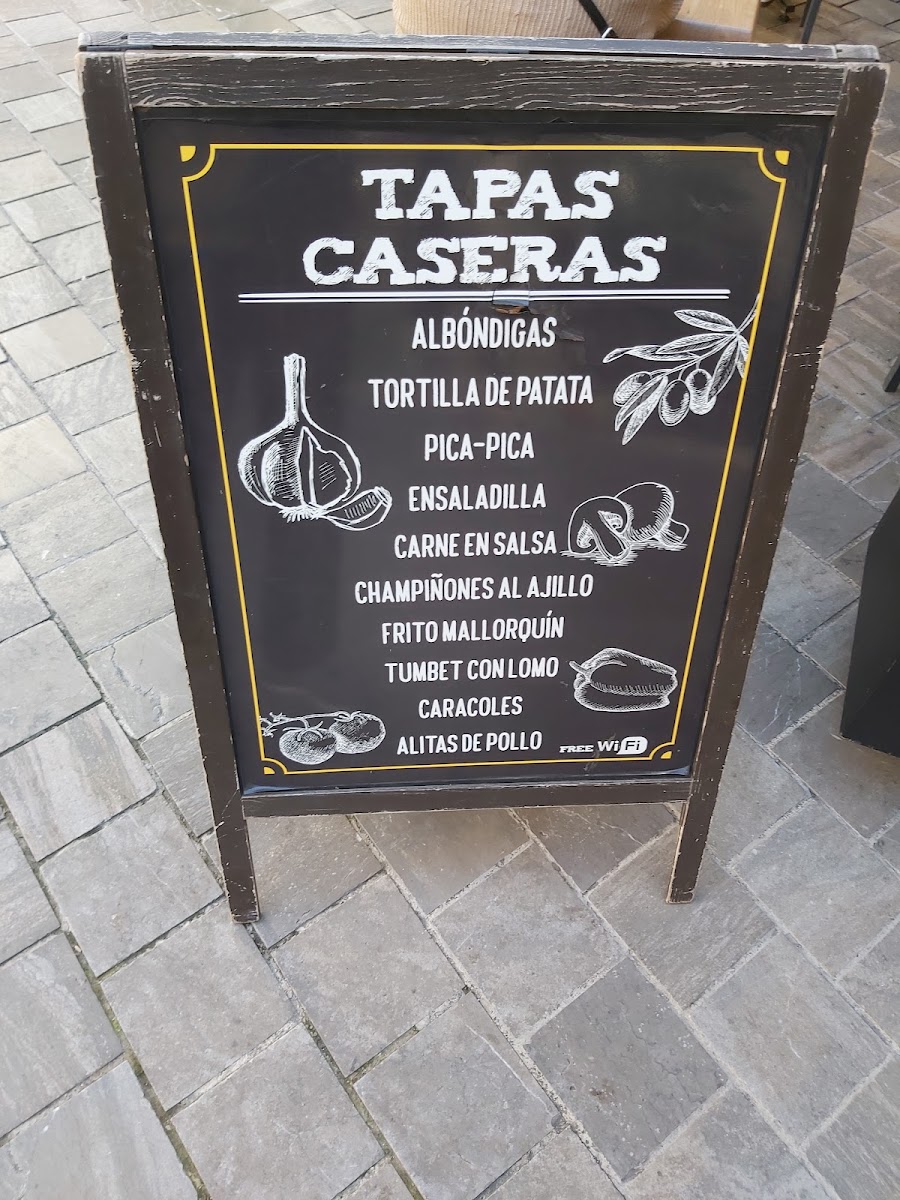 TAPAS
CASERAS
ALBÓNDIGAS
TORTILLA DE PATATA
PICA-PICA
ENSALADILLA
CARNE EN SALSA
CHAMPIÑONES AL AJILLO
FRITO MALLORQUÍN
TUMBET CON LOMO
CARACOLES
ALITAS DE POLLO
FREE WiFi